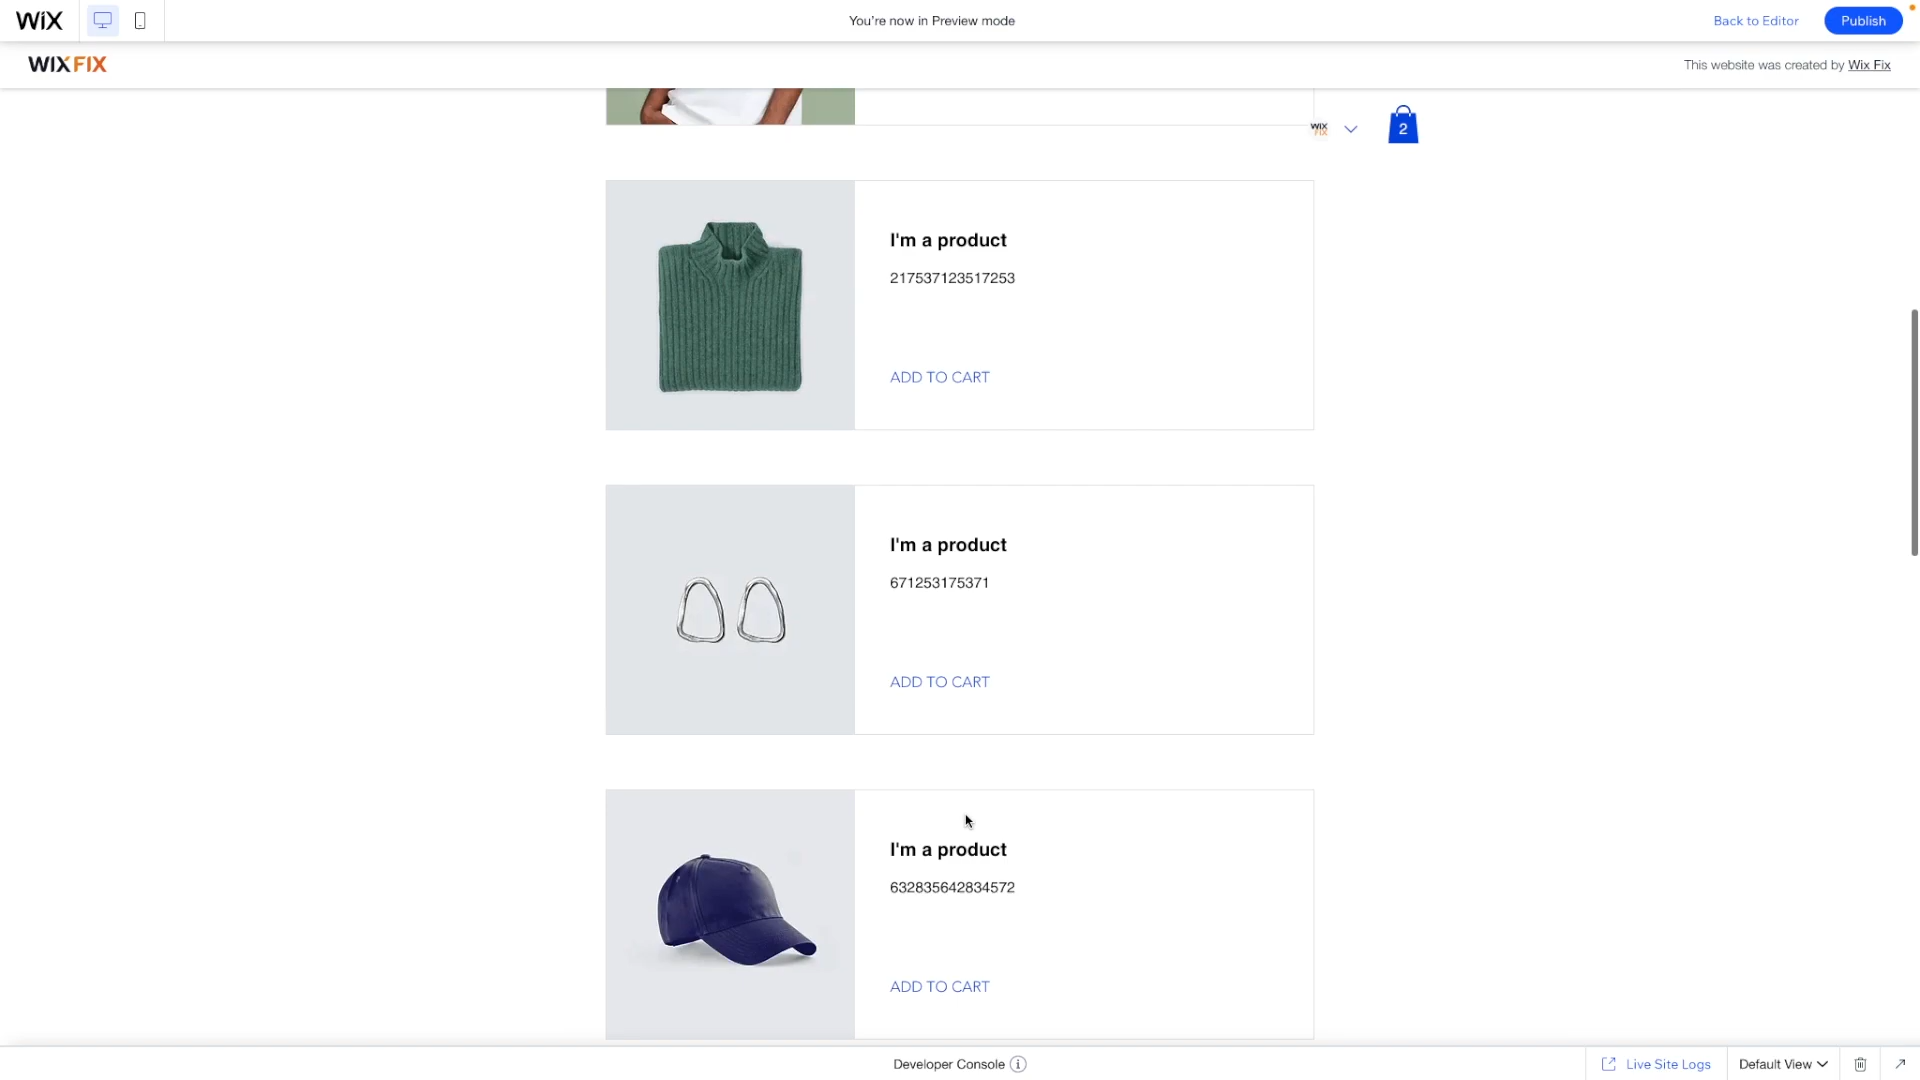 WiX
You're now in Preview mode
Back to Editor
Publish
WIXFIX
This website was created by Wix Fix
WIX
FIX
2
I'm a product
217537123517253
ADD TO CART
I'm a product
671253175371
ADD TO CART
I'm a product
632835642834572
ADD TO CART
Developer Console
Live Site Logs
Default View